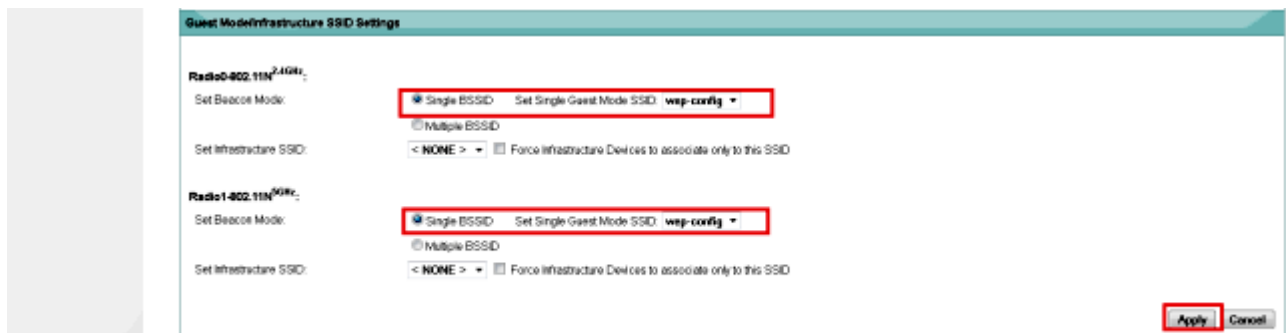 Guest Mode/Infrastructure SSID Settings
Radio0-802.11N2.4GHz:
Set Beacon Mode: Single BSSID Set Single Guest Mode SSID: wep-config
Multiple BSSID
Set Infrastructure SSID: < NONE > Force Infrastructure Devices to associate only to this SSID
Radio1-802.11N5GHz:
Set Beacon Mode: Single BSSID Set Single Guest Mode SSID: wep-config
Multiple BSSID
Set Infrastructure SSID: < NONE > Force Infrastructure Devices to associate only to this SSID
Apply Cancel